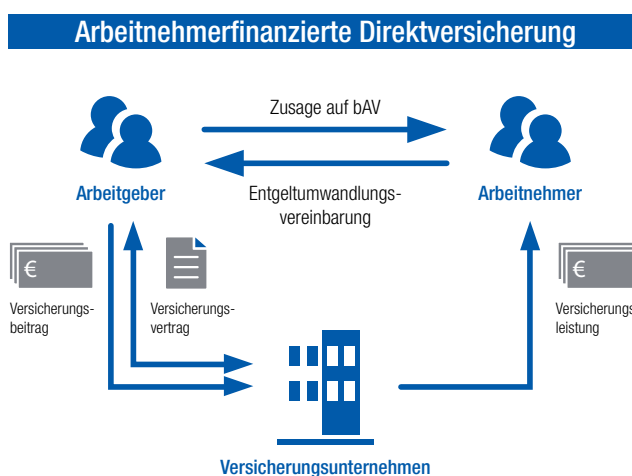 Arbeitnehmerfinanzierte Direktversicherung
Zusage auf bAV
Arbeitgeber
Entgeltumwandlungs-
vereinbarung
Arbeitnehmer
€
Versicherungs-
beitrag
Versicherungs-
vertrag
€
Versicherungs
leistung
Versicherungsunternehmen